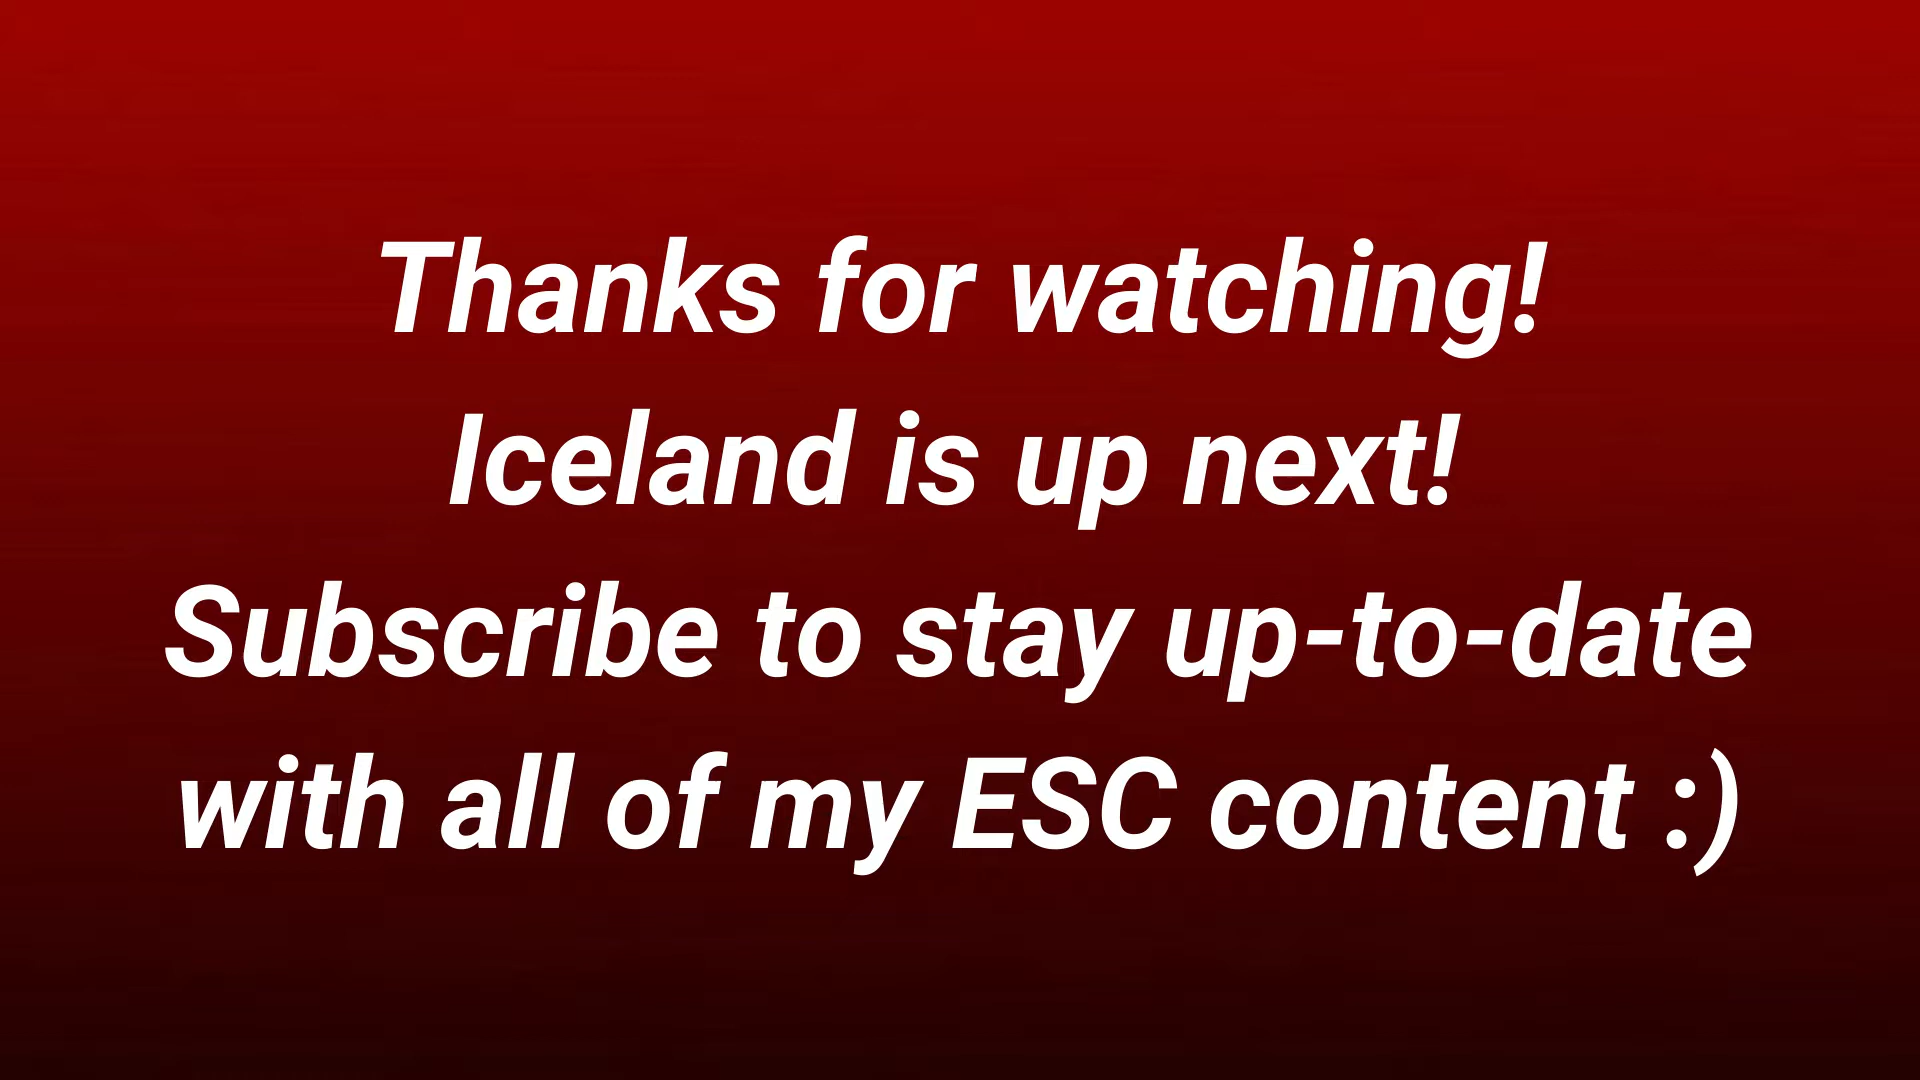 Thanks for watching!
Iceland is up next!
Subscribe to stay up-to-date
with all of my ESC content :)